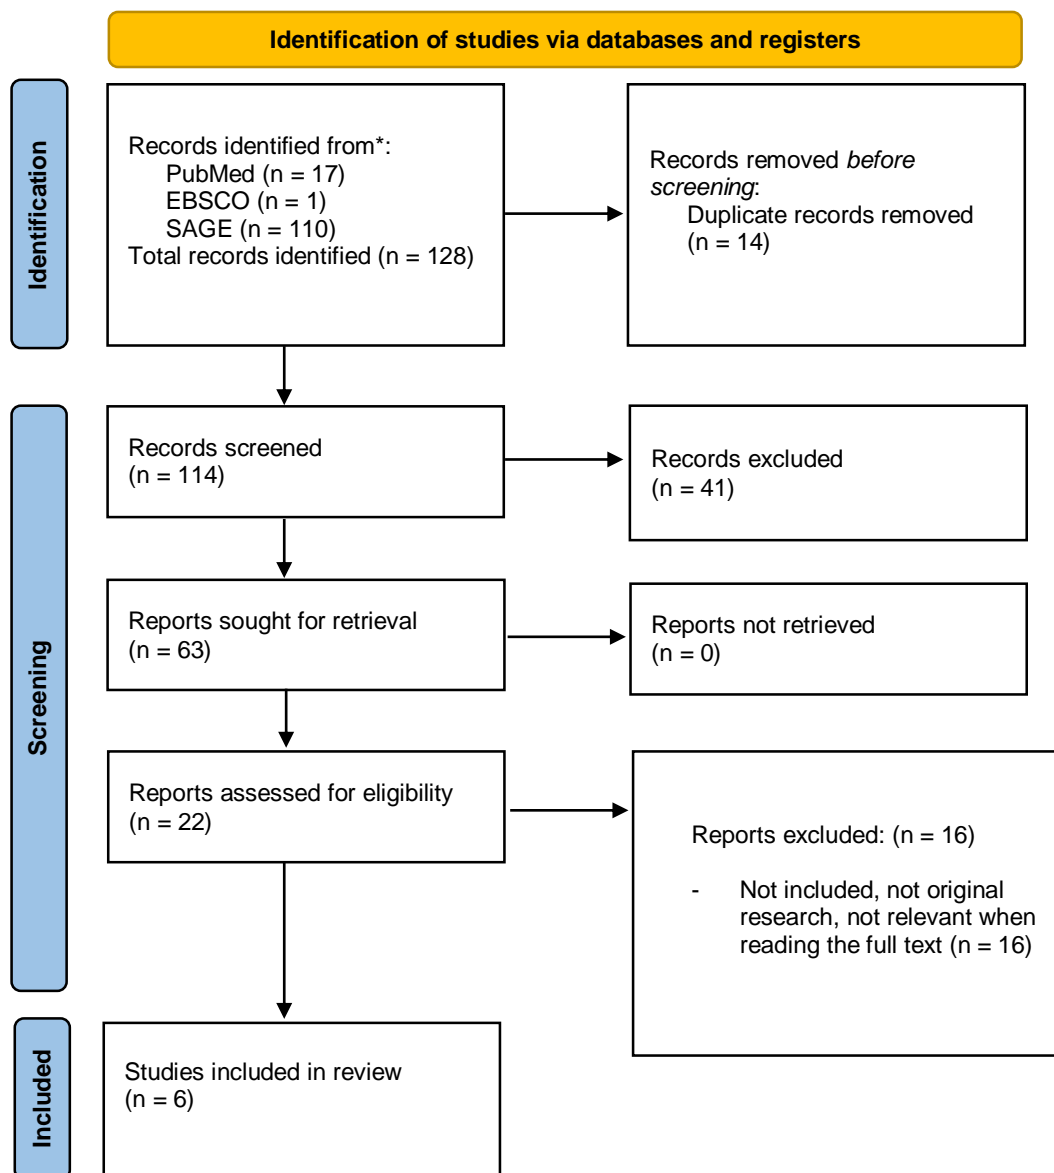 Identification of studies via databases and registers
Identification
Records identified from*:
PubMed (n = 17)
EBSCO (n = 1)
SAGE (n = 110)
Total records identified (n = 128)
Records removed before
screening:
Duplicate records removed
(n = 14)
Screening
Records screened
(n = 114)
Records excluded
(n = 41)
Reports sought for retrieval
(n = 63)
Reports not retrieved
(n = 0)
Reports assessed for eligibility
(n = 22)
Reports excluded: (n = 16)
- Not included, not original
research, not relevant when
reading the full text (n = 16)
Included
Studies included in review
(n = 6)